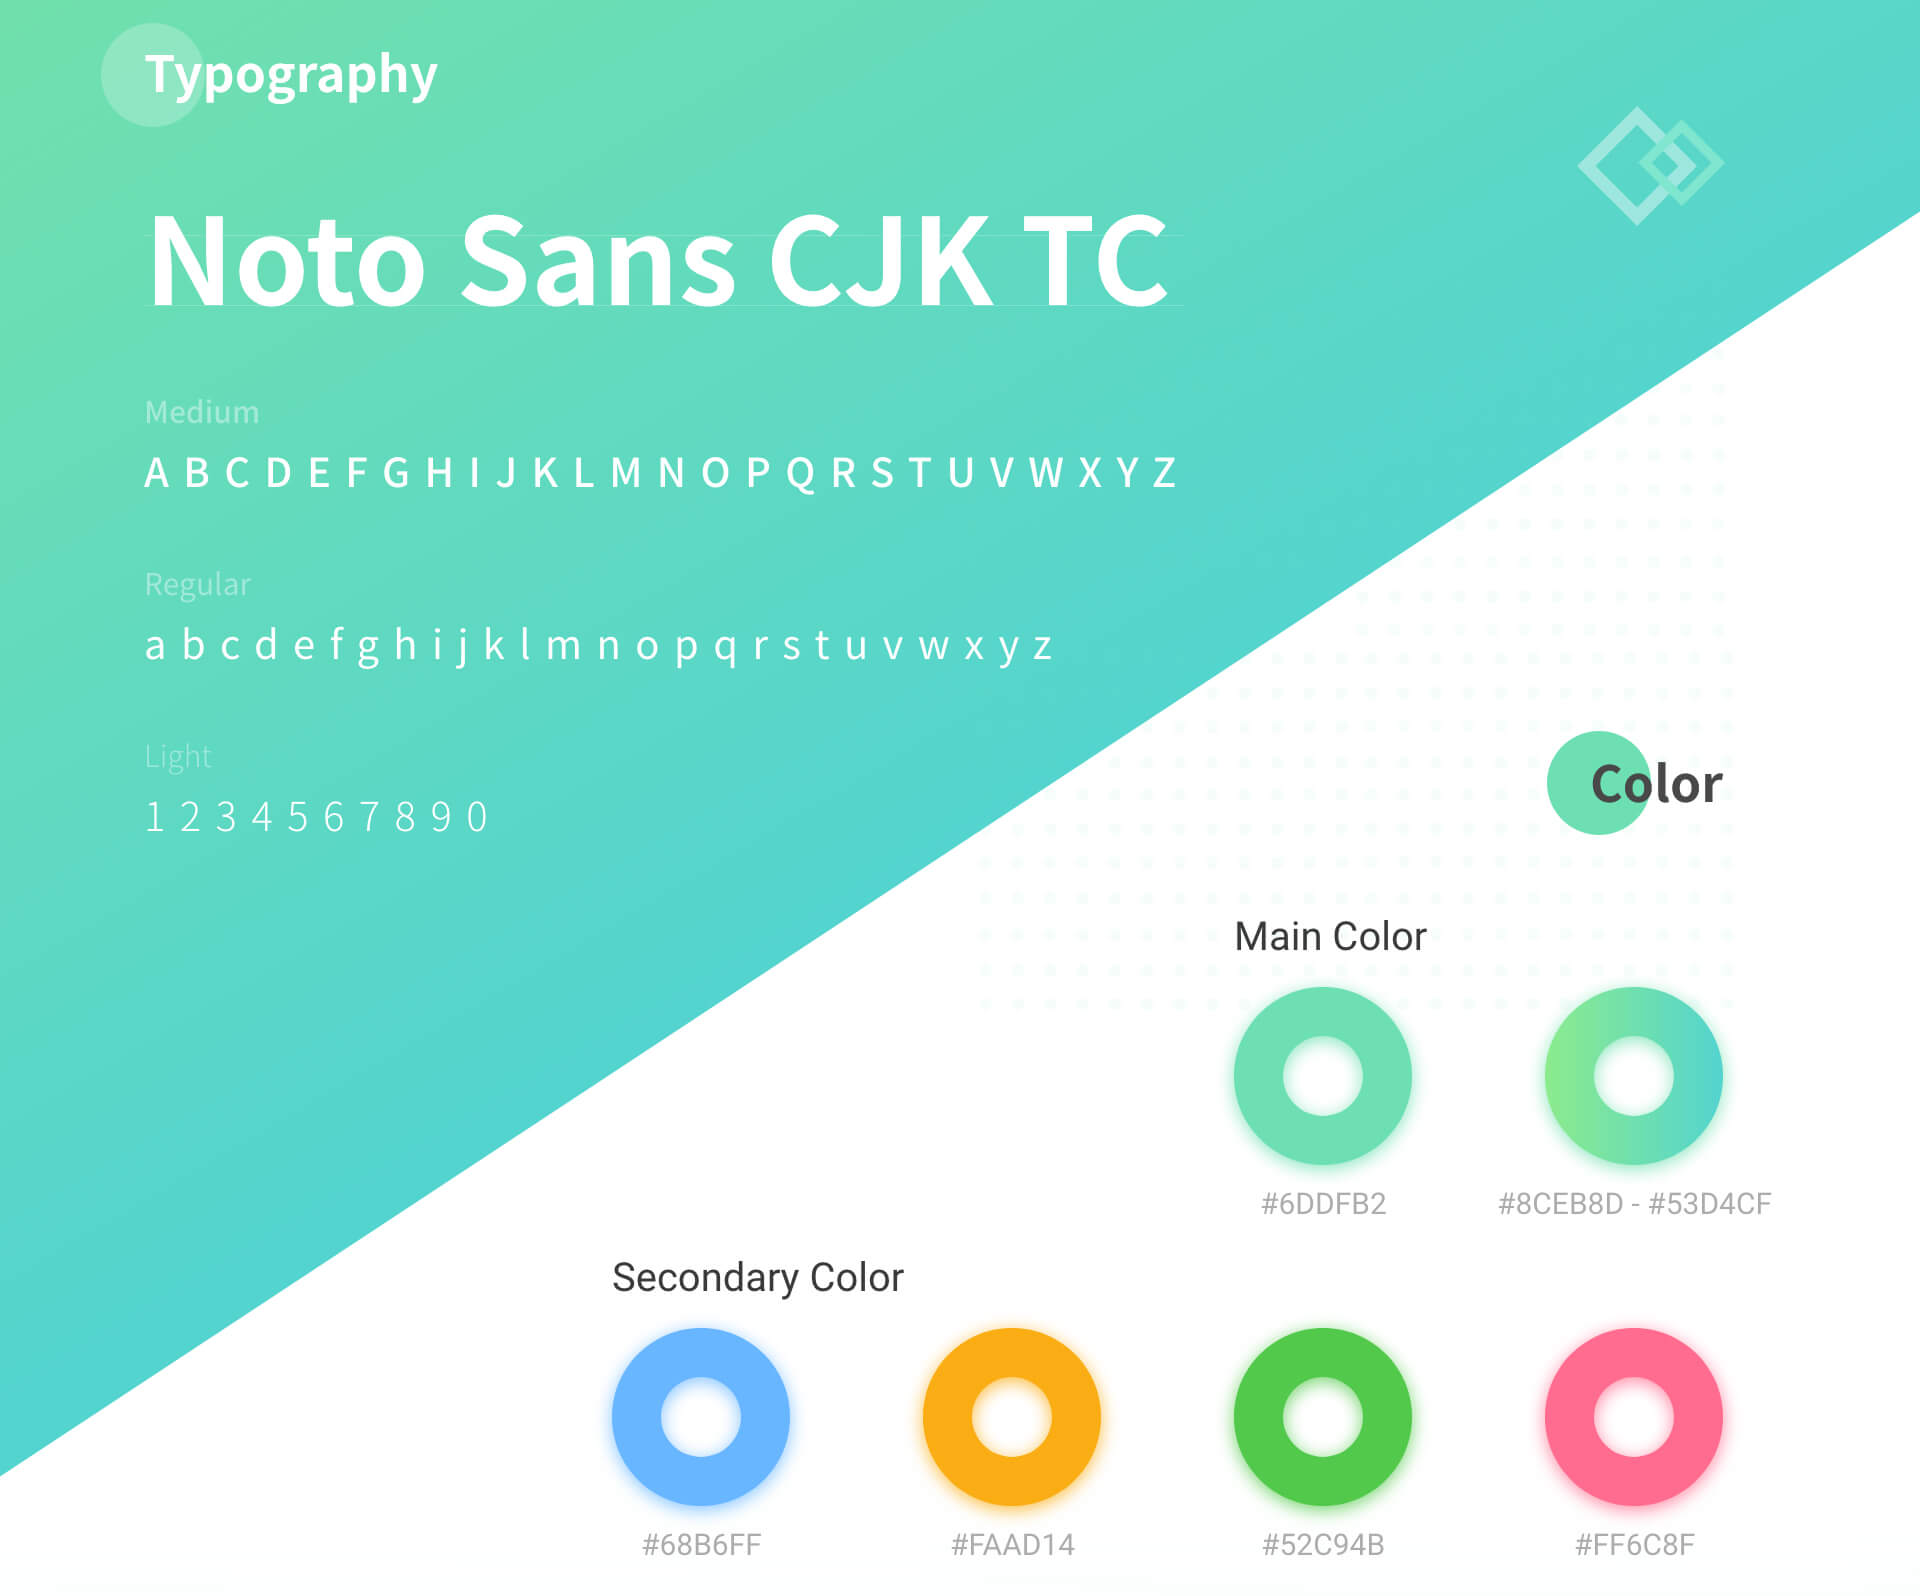 Typography
Noto Sans CJK TC
Medium
A B C D E F G H I J K L M N O P Q R S T U V W X Y Z
Regular
a b c d e f g h i j k l m n o p q r s t u v w x y z
Light
1 2 3 4 5 6 7 8 9 0
Color
Main Color
#6DDFB2
#8CEB8D - #53D4CF
Secondary Color
#68B6FF
#FAAD14
#52C94B
#FF6C8F